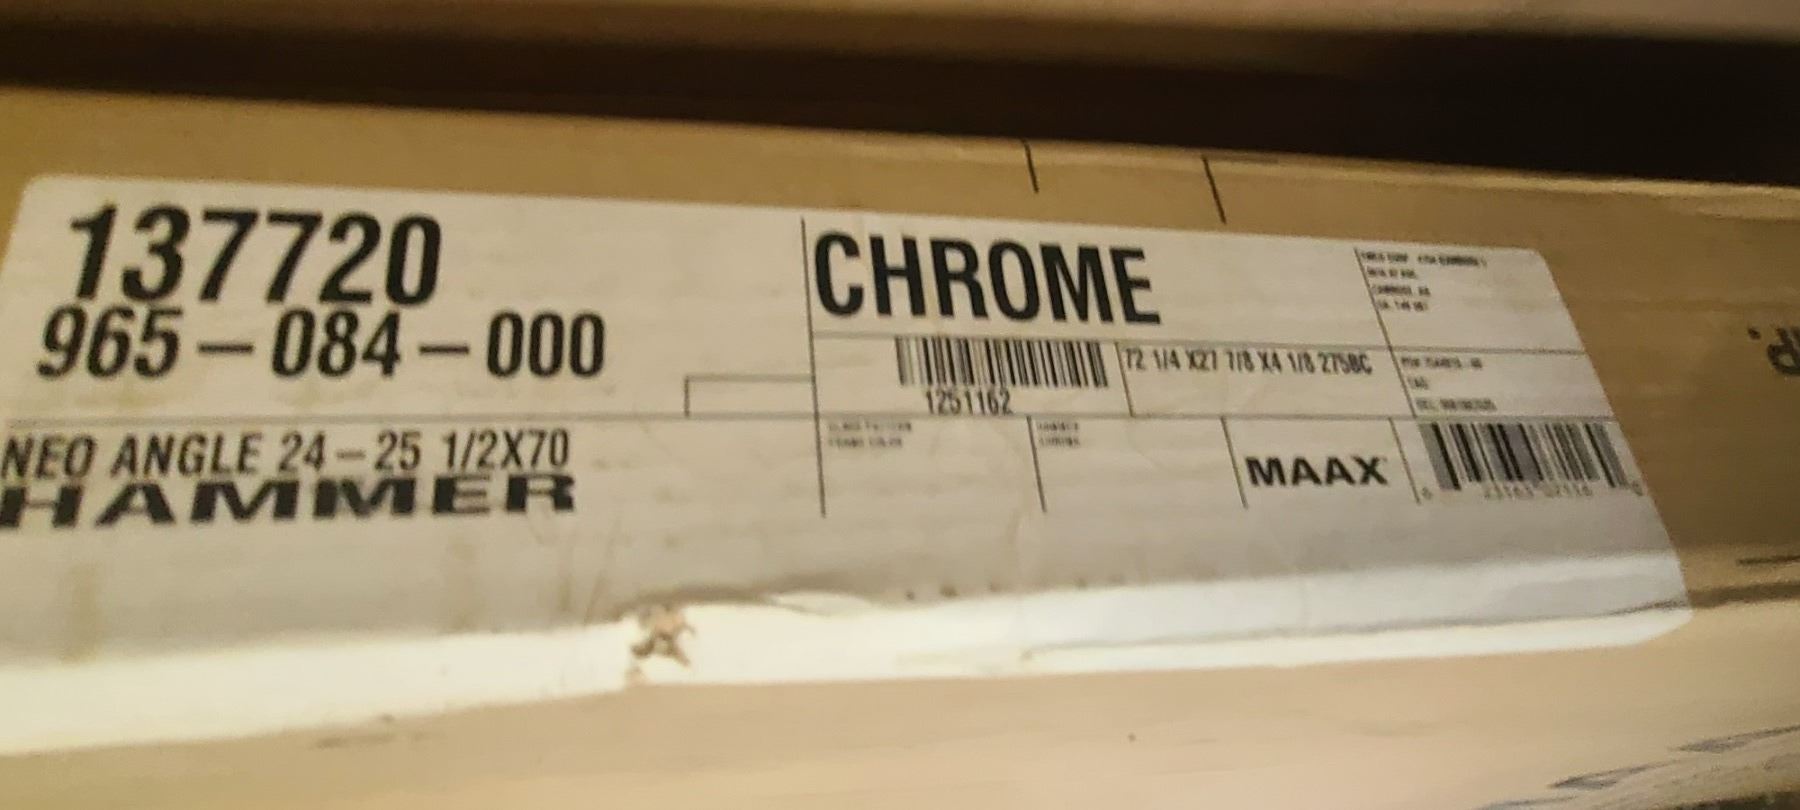 137720
965-084-000
NEO ANGLE 24-25 1/2X70
HAMMER
CHROME
1251162
72 1/4 X27 7/8 X4 1/8 275BC
MAAX